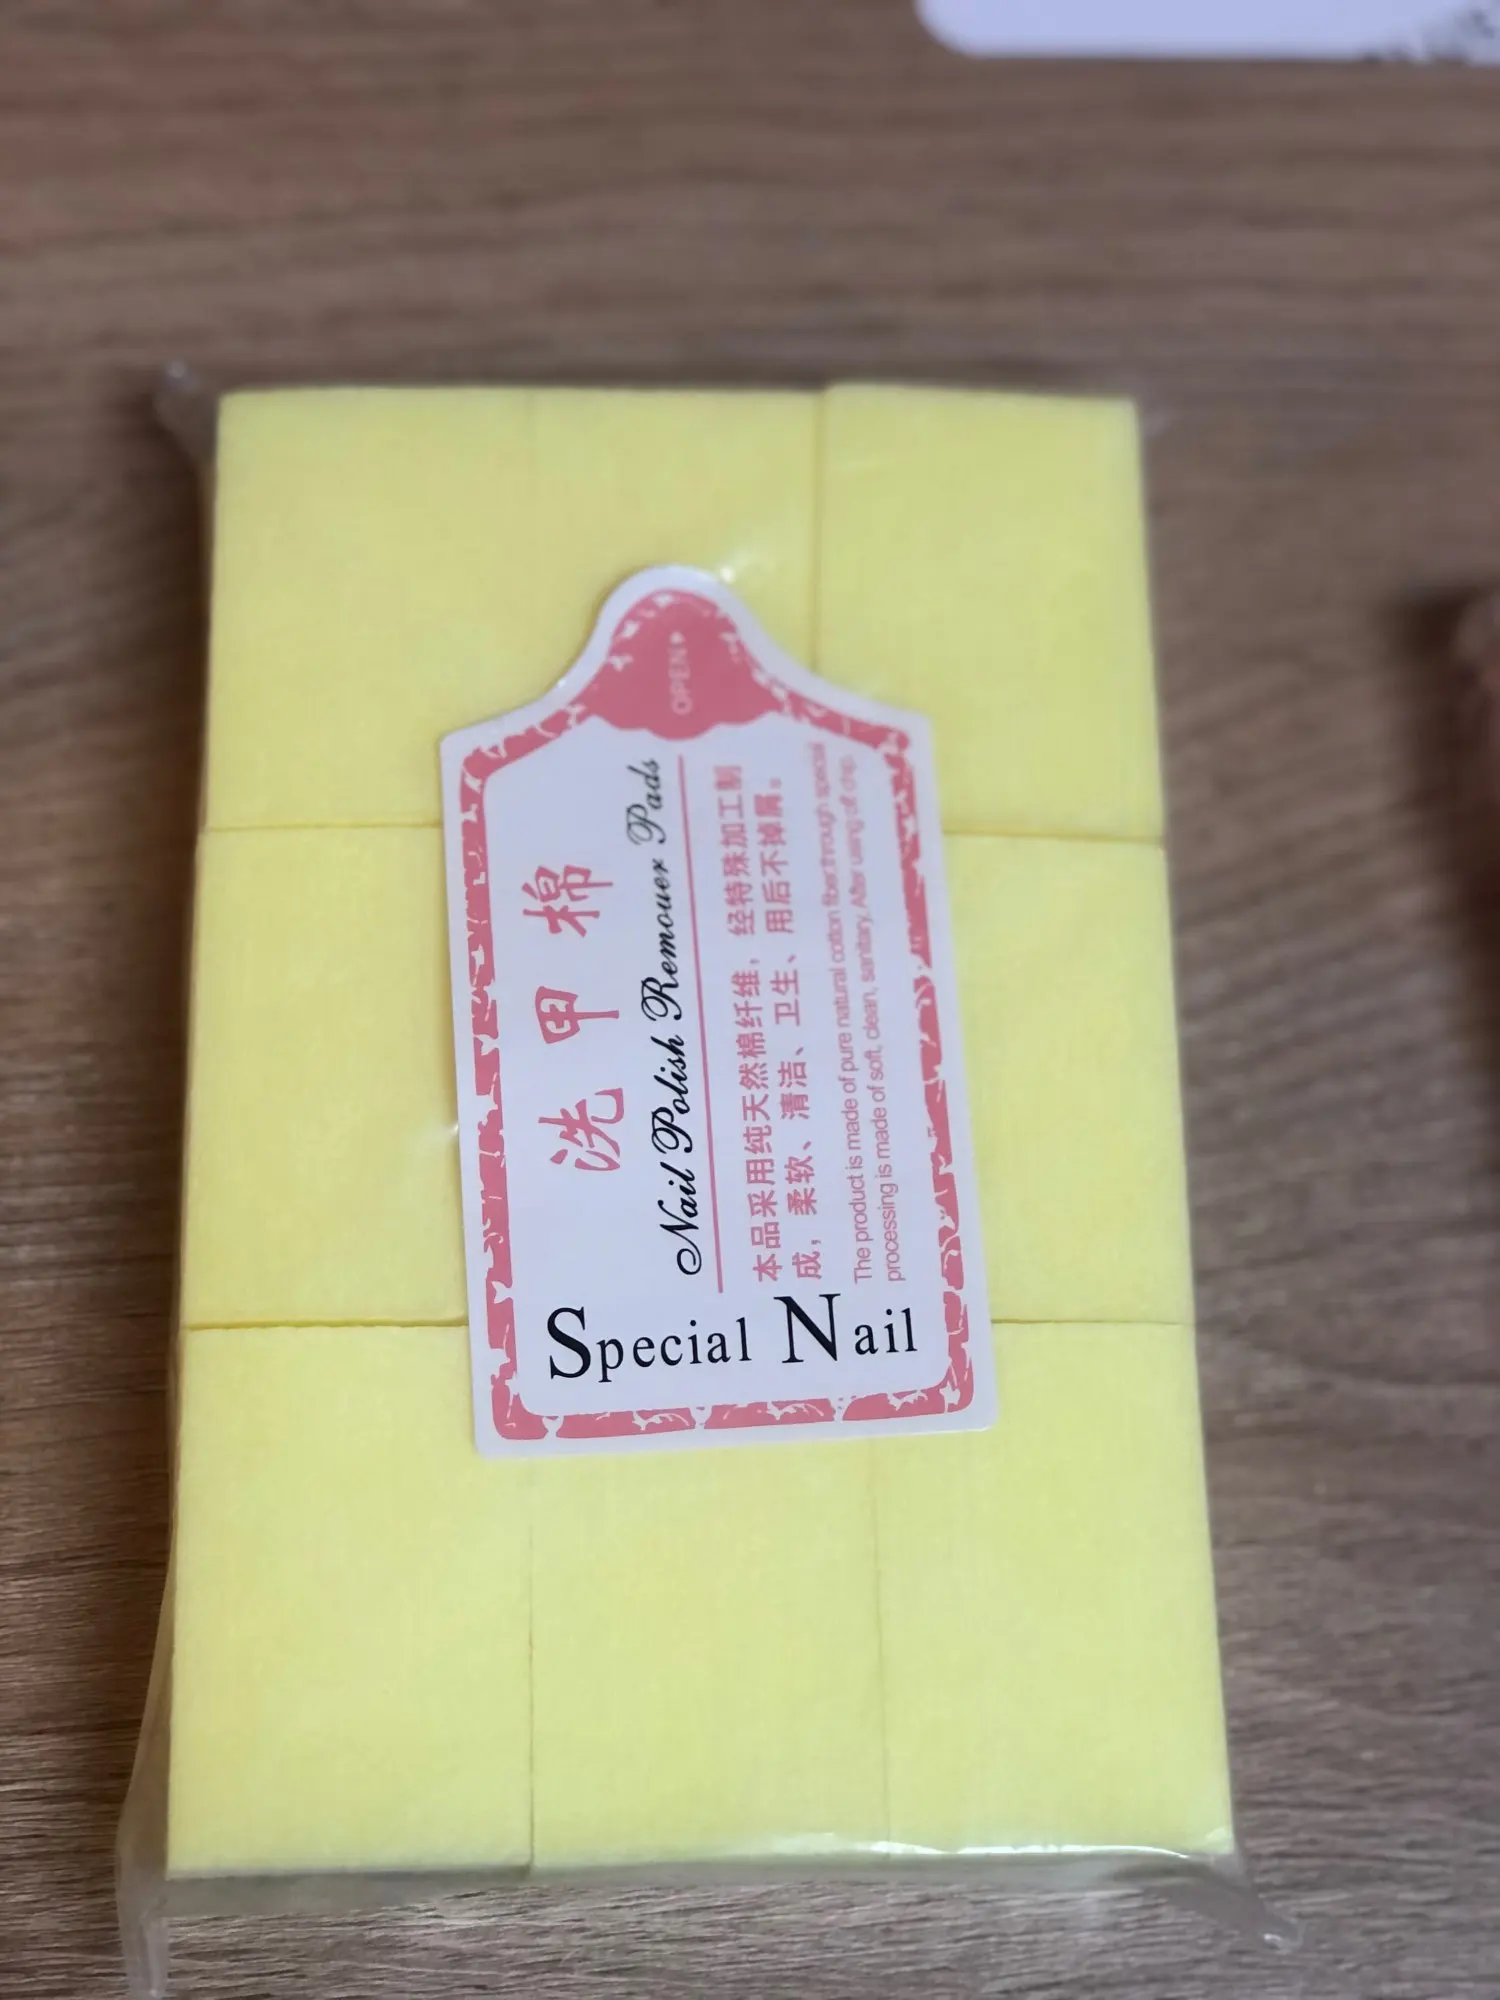 OPEN
洗甲棉
Nail Polish Remouer Pads
本品采用纯天然棉纤维，经特殊加工制
成，柔软、清洁、卫生、用后不掉屑。
The product is made of pure natural cotton fiber through special
processing is made of soft, clean, sanitary. After using off chip.
Special Nail